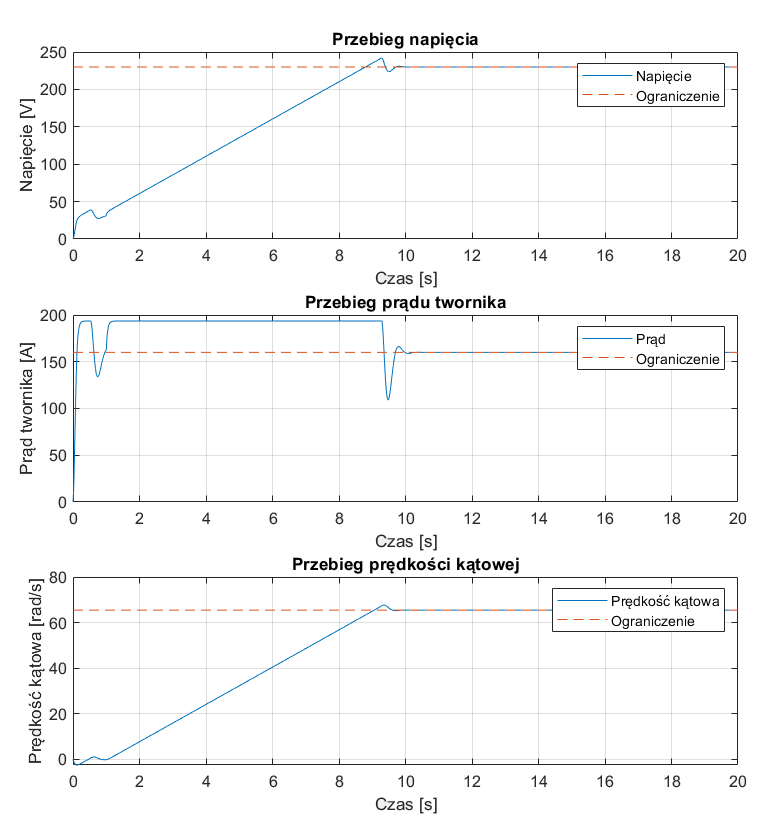 Przebieg napięcia
250
200
150
100
50
0
Napięcie [V]
Napięcie
Ograniczenie
0 2 4 6 8 10 12 14 16 18 20
Czas [s]
Przebieg prądu twornika
200
150
100
50
0
Prąd twornika [A]
Prąd
Ograniczenie
0 2 4 6 8 10 12 14 16 18 20
Czas [s]
Przebieg prędkości kątowej
80
60
40
20
0
Prędkość kątowa [rad/s]
Prędkość kątowa
Ograniczenie
0 2 4 6 8 10 12 14 16 18 20
Czas [s]